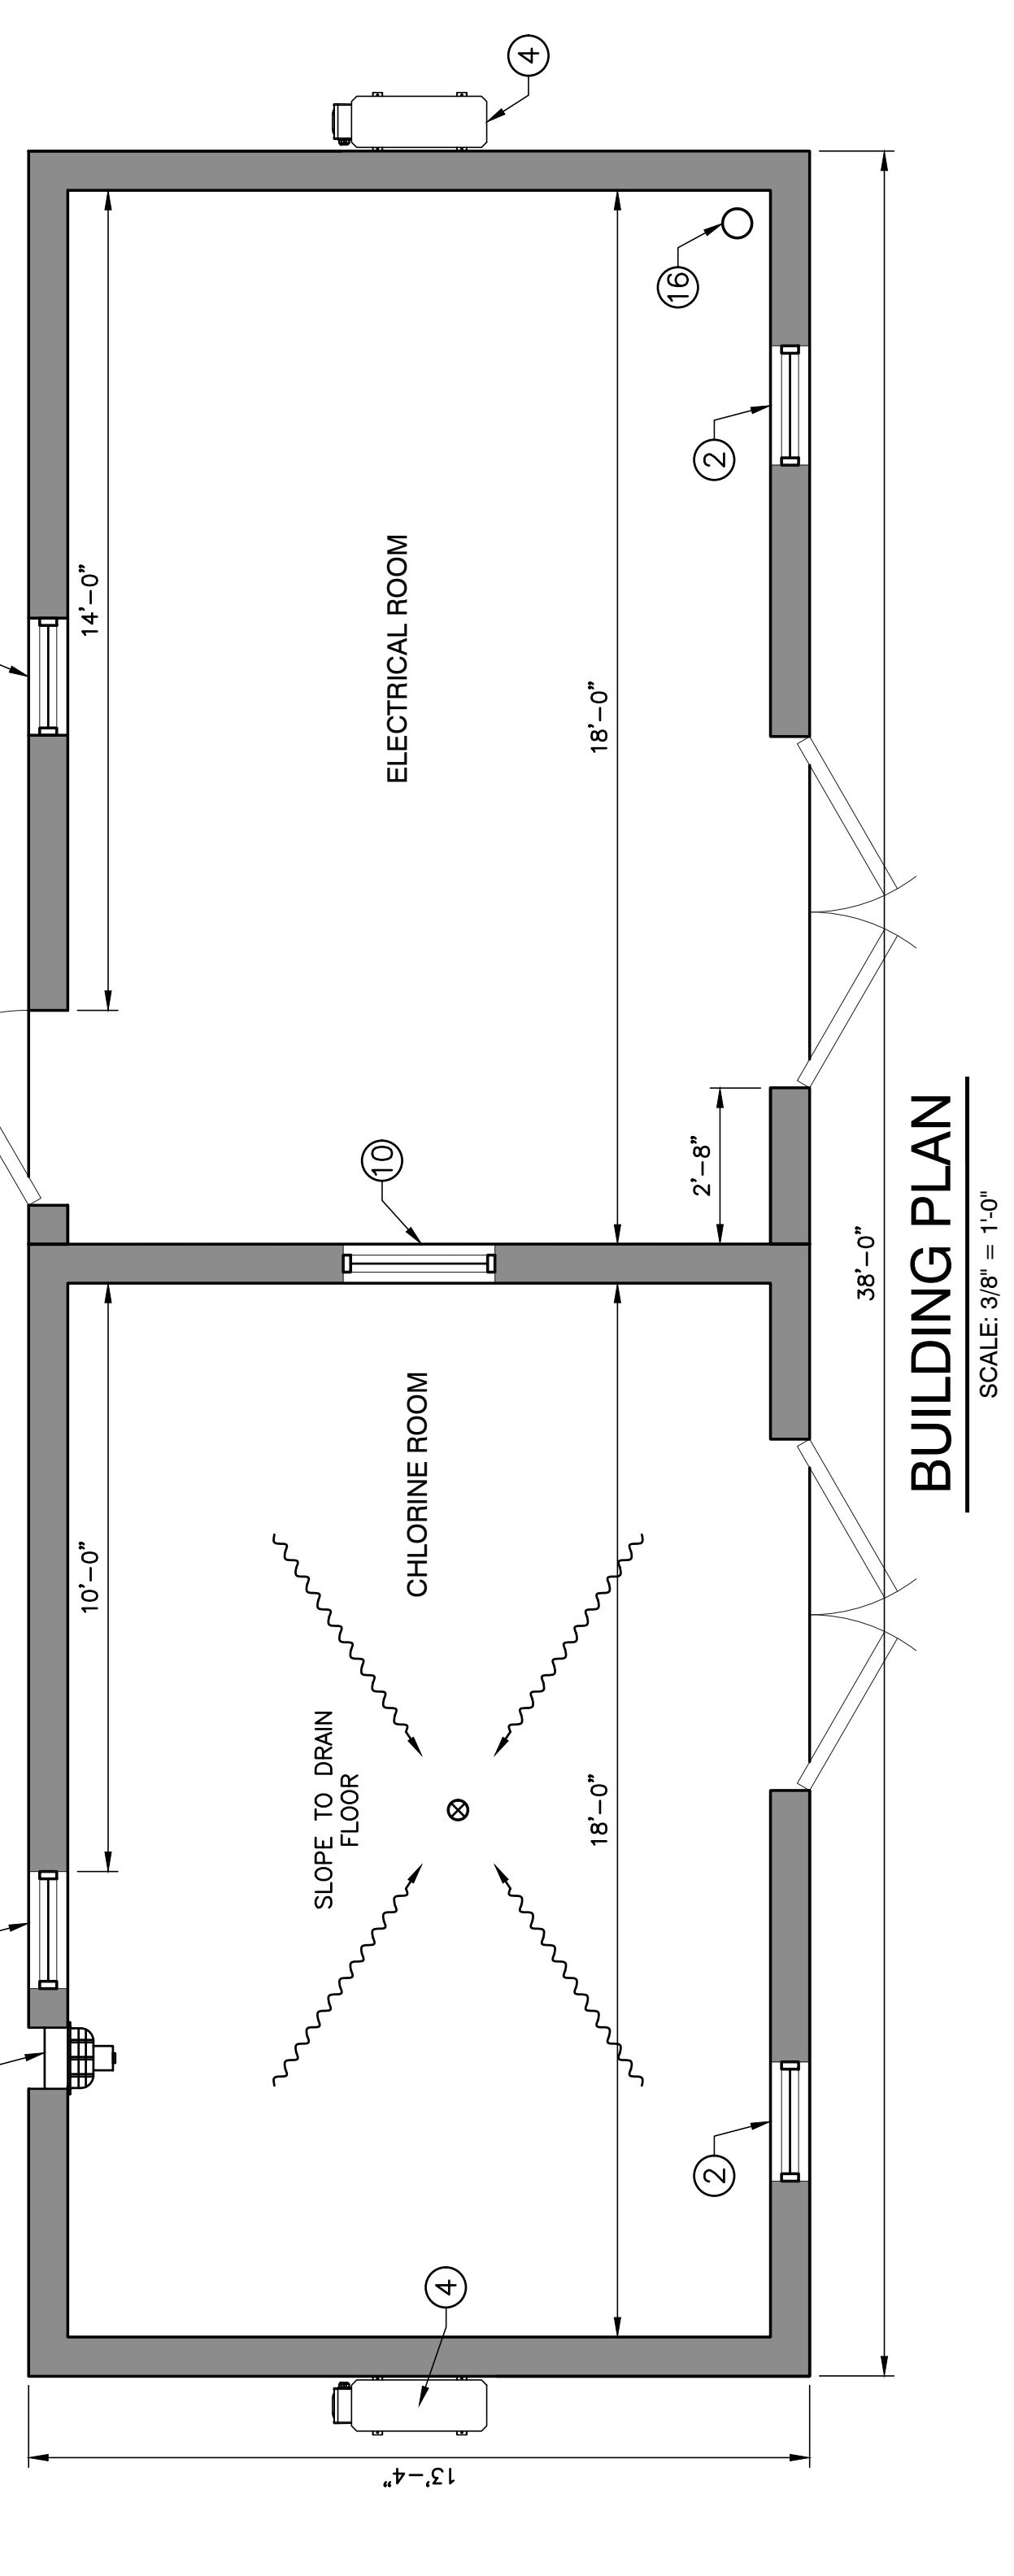 4
16
2
14'-0"
ELECTRICAL ROOM
18'-0"
10
2'-8"
10'-0"
CHLORINE ROOM
SLOPE TO DRAIN
FLOOR
18'-0"
2
4
13'-4"
38'-0"
BUILDING PLAN
SCALE: 3/8" = 1'-0"